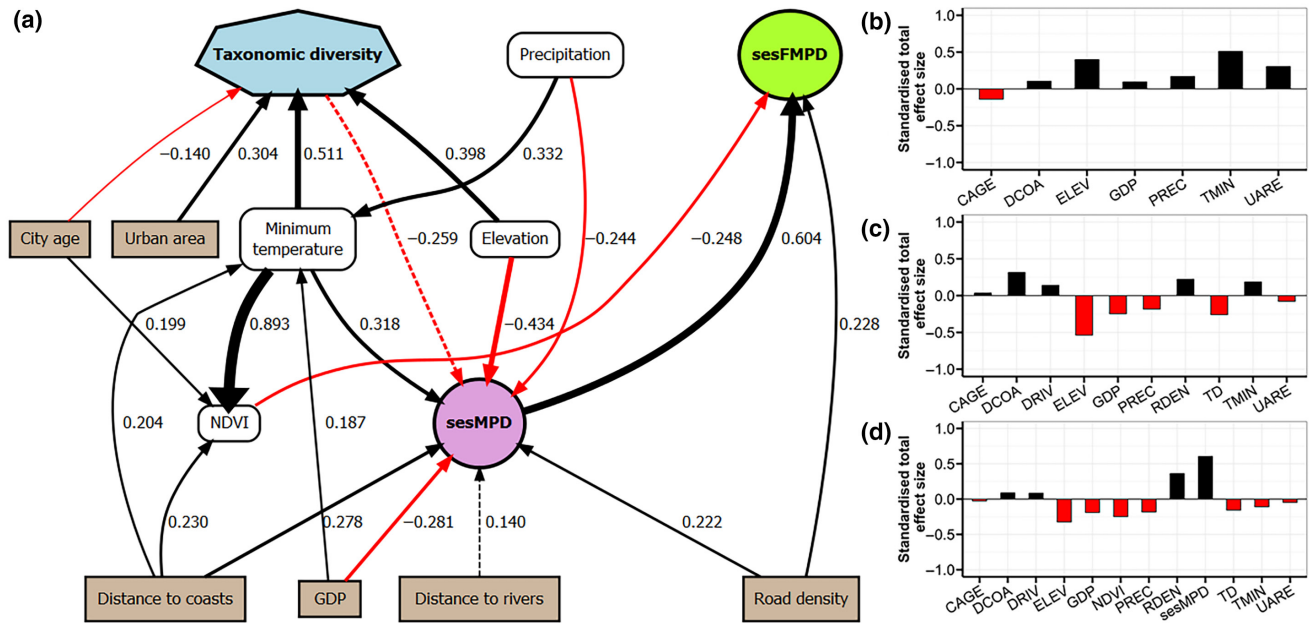 (a)
Taxonomic diversity
Precipitation
sesFMPD
−0.140
0.304
0.511
0.398
0.332
City age
Urban area
Minimum
temperature
−0.259
Elevation
−0.244
−0.248
0.604
0.199
0.893
0.318
−0.434
0.228
NDVI
sesMPD
0.204
0.187
0.230
0.278
−0.281
0.140
0.222
Distance to coasts
GDP
Distance to rivers
Road density
(b)
Standardised total
effect size
1.0
0.5
0.0
−0.5
−1.0
CAGE
DCOA
ELEV
GDP
PREC
TMIN
UARE
(c)
Standardised total
effect size
1.0
0.5
0.0
−0.5
−1.0
CAGE
DCOA
DRIV
ELEV
GDP
PREC
RDEN
TD
TMIN
UARE
(d)
Standardised total
effect size
1.0
0.5
0.0
−0.5
−1.0
CAGE
DCOA
DRIV
ELEV
GDP
NDVI
PREC
RDEN
sesMPD
TD
TMIN
UARE